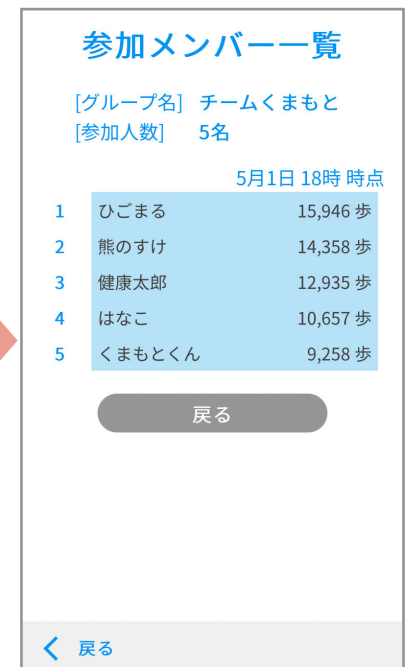 参加メンバー一覧
[グループ名] チームくまもと
[参加人数] 5名
5月1日 18時 時点
1 ひごまる 15,946 歩
2 熊のすけ 14,358 歩
3 健康太郎 12,935 歩
4 はなこ 10,657 歩
5 くまもとくん 9,258 歩
戻る
戻る